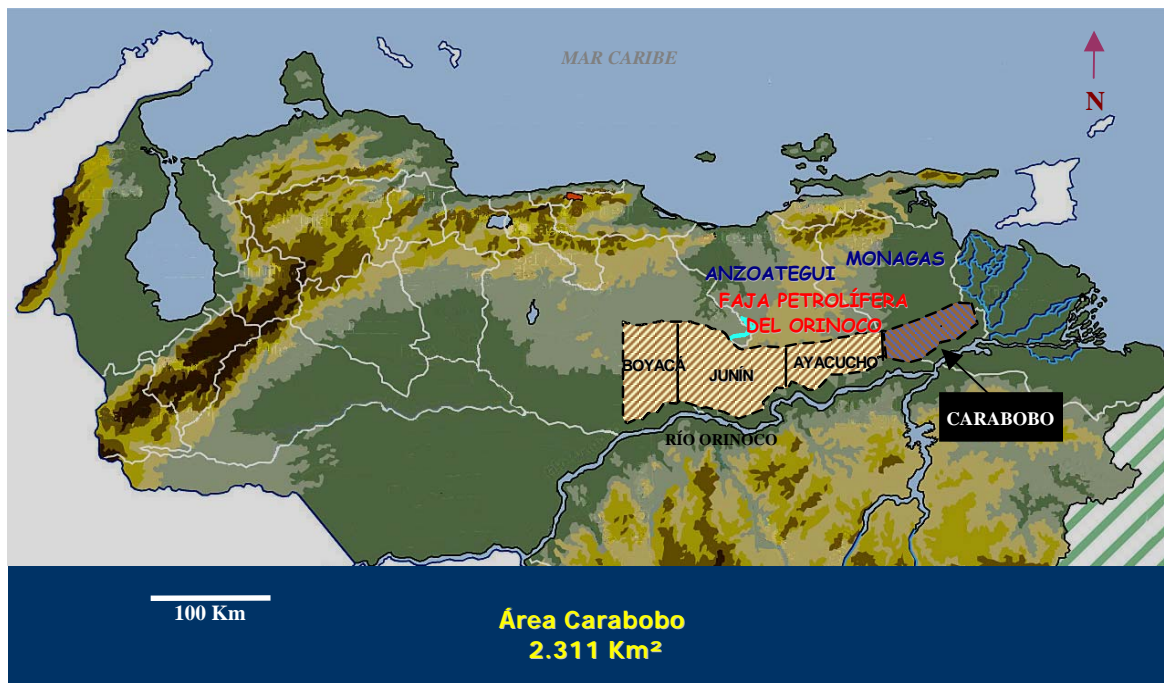 MAR CARIBE
N
MONAGAS
ANZOATEGUI
FAJA PETROLÍFERA
DEL ORINOCO
BOYACÁ
JUNÍN
AYACUCHO
CARABOBO
RÍO ORINOCO
100 Km
Área Carabobo
2.311 Km²